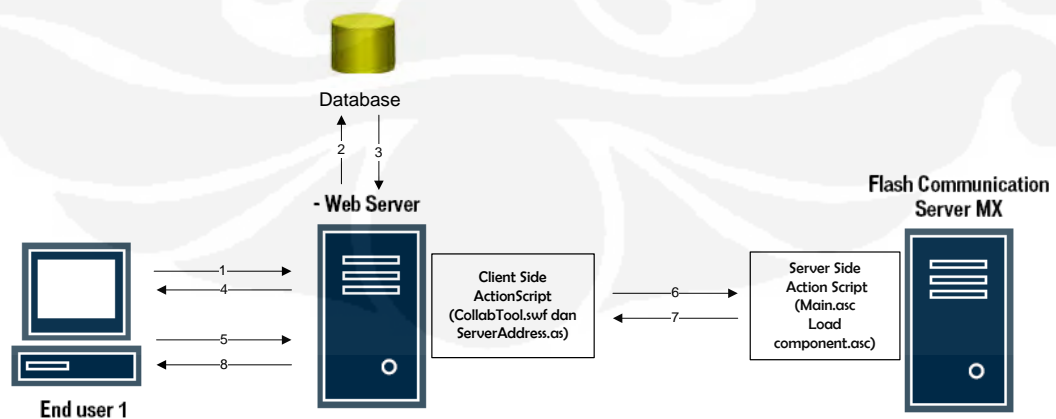 Database
2
3
- Web Server
Flash Communication
Server MX
1
4
5
8
Client Side
ActionScript
(CollabTool.swf dan
ServerAddress.as)
6
7
Server Side
Action Script
(Main.asc
Load
component.asc)
End user 1